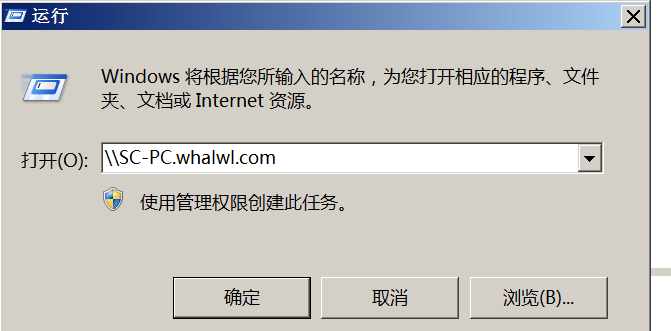 运行
Windows 将根据您所输入的名称，为您打开相应的程序、文件
夹、文档或 Internet 资源。
打开(O): \\SC-PC.whalwl.com
使用管理权限创建此任务。
确定 取消 浏览(B)...